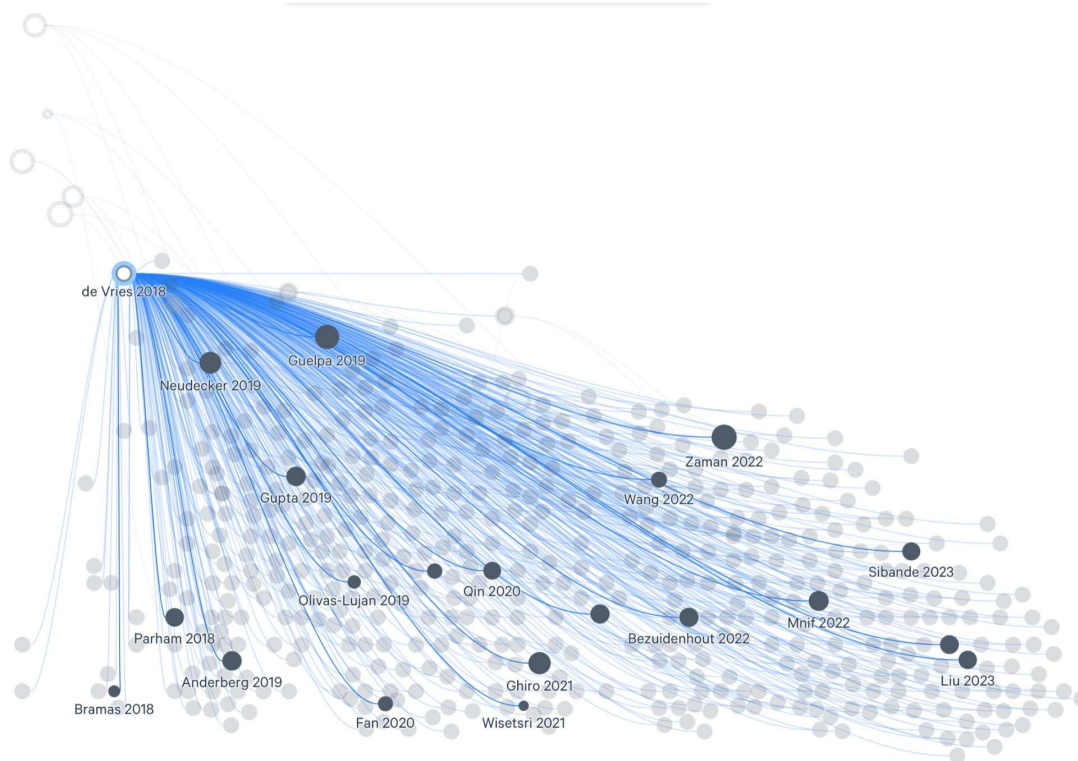 de Vries 2018
Guelpa 2019
Neudecker 2019
Zaman 2022
Gupta 2019
Wang 2022
Sibande 2023
Olivas-Lujan 2019
Qin 2020
Mnif 2022
Parham 2018
Bezuidenhout 2022
Anderberg 2019
Ghiro 2021
Liu 2023
Bramas 2018
Fan 2020
Wisetsri 2021